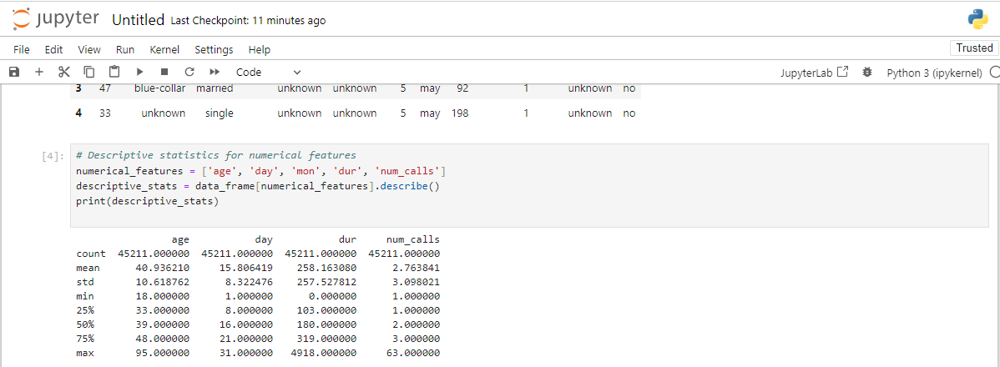 jupyter Untitled Last Checkpoint: 11 minutes ago
File Edit View Run Kernel Settings Help Trusted
Code JupyterLab Python 3 (ipykernel)
3 47 blue-collar married unknown unknown 5 may 92 1 unknown no
4 33 unknown single unknown unknown 5 may 198 1 unknown no
[4]: # Descriptive statistics for numerical features
numerical_features = ['age', 'day', 'mon', 'dur', 'num_calls']
descriptive_stats = data_frame[numerical_features].describe()
print(descriptive_stats)
age day dur num_calls
count 45211.000000 45211.000000 45211.000000 45211.000000
mean 40.936210 15.806419 258.163080 2.763841
std 10.618762 8.322476 257.527812 3.098021
min 18.000000 1.000000 0.000000 1.000000
25% 33.000000 8.000000 103.000000 1.000000
50% 39.000000 16.000000 180.000000 2.000000
75% 48.000000 21.000000 319.000000 3.000000
max 95.000000 31.000000 4918.000000 63.000000